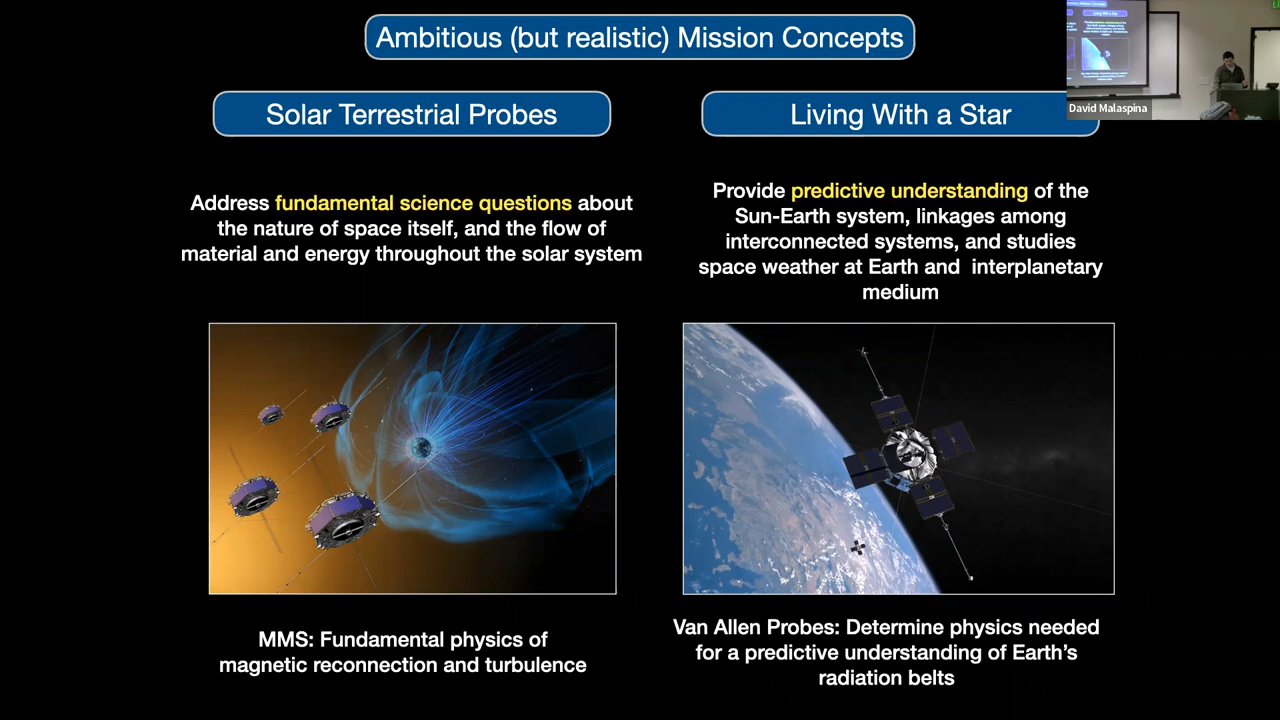 Ambitious (but realistic) Mission Concepts
Solar Terrestrial Probes
Living With a Star
David Malaspina
Address fundamental science questions about
the nature of space itself, and the flow of
material and energy throughout the solar system
Provide predictive understanding of the
Sun-Earth system, linkages among
interconnected systems, and studies
space weather at Earth and interplanetary
medium
MMS: Fundamental physics of
magnetic reconnection and turbulence
Van Allen Probes: Determine physics needed
for a predictive understanding of Earth's
radiation belts